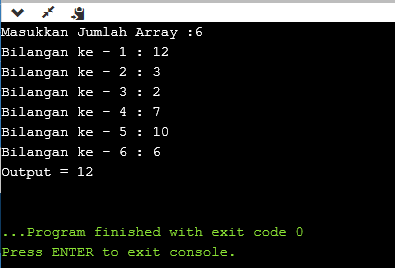 Masukkan Jumlah Array :6
Bilangan ke - 1 : 12
Bilangan ke - 2 : 3
Bilangan ke - 3 : 2
Bilangan ke - 4 : 7
Bilangan ke - 5 : 10
Bilangan ke - 6 : 6
Output = 12
...Program finished with exit code 0
Press ENTER to exit console.